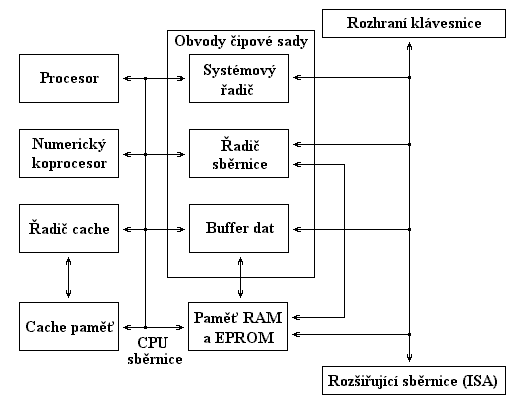 Rozhraní klávesnice
Obvody čipové sady
Procesor
Systémový
řadič
Numerický
koprocesor
Řadič
sběrnice
Řadič cache
Buffer dat
Cache paměť
Paměť RAM
a EPROM
CPU
sběrnice
Rozšiřující sběrnice (ISA)